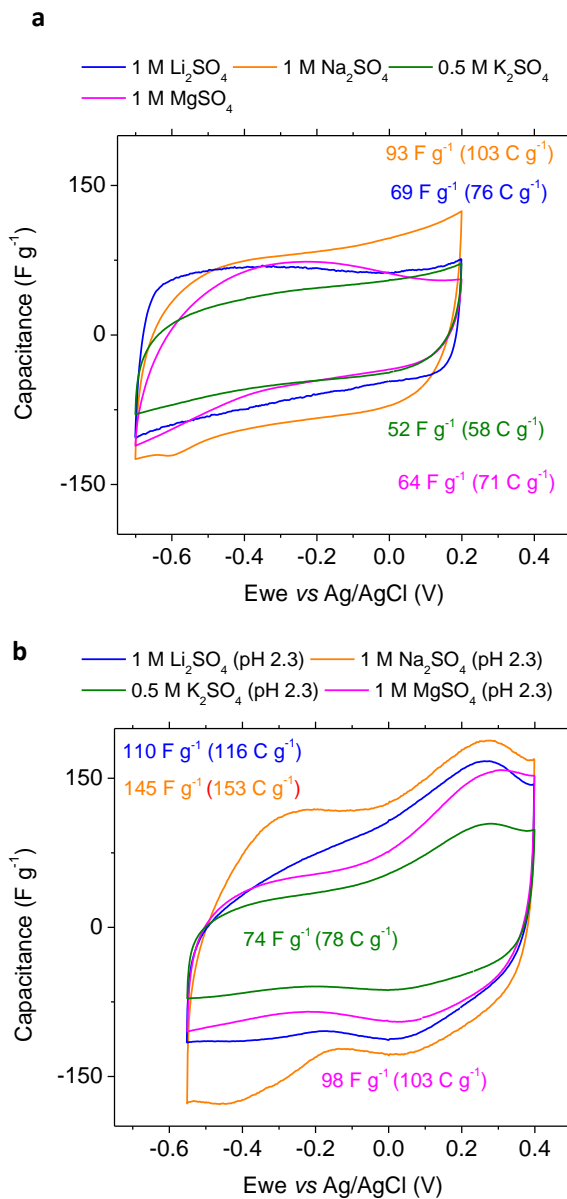 a
1 M Li₂SO₄ 1 M Na₂SO₄ 0.5 M K₂SO₄
1 M MgSO₄
93 F g⁻¹ (103 C g⁻¹)
69 F g⁻¹ (76 C g⁻¹)
150
0
-150
Capacitance (F g⁻¹)
52 F g⁻¹ (58 C g⁻¹)
64 F g⁻¹ (71 C g⁻¹)
-0.6 -0.4 -0.2 0.0 0.2 0.4
Ewe vs Ag/AgCl (V)
b
1 M Li₂SO₄ (pH 2.3) 1 M Na₂SO₄ (pH 2.3)
0.5 M K₂SO₄ (pH 2.3) 1 M MgSO₄ (pH 2.3)
110 F g⁻¹ (116 C g⁻¹)
145 F g⁻¹ (153 C g⁻¹)
150
0
-150
Capacitance (F g⁻¹)
74 F g⁻¹ (78 C g⁻¹)
98 F g⁻¹ (103 C g⁻¹)
-0.6 -0.4 -0.2 0.0 0.2 0.4
Ewe vs Ag/AgCl (V)